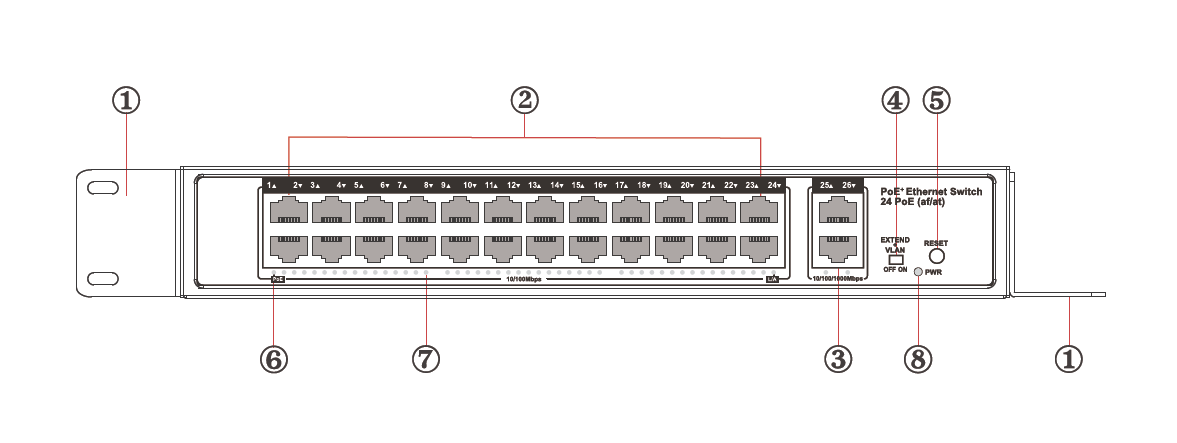 ① ② ④ ⑤
1▲ 2▼ 3▲ 4▼ 5▲ 6▼ 7▲ 8▼ 9▲ 10▼ 11▲ 12▼ 13▲ 14▼ 15▲ 16▼ 17▲ 18▼ 19▲ 20▼ 21▲ 22▼ 23▲ 24▼ 25▲ 26▼
PoE⁺ Ethernet Switch
24 PoE (af/at)
EXTEND
VLAN
OFF ON
RESET
PWR
PoE 10/100Mbps L/A 10/100/1000Mbps
⑥ ⑦ ③ ⑧ ①